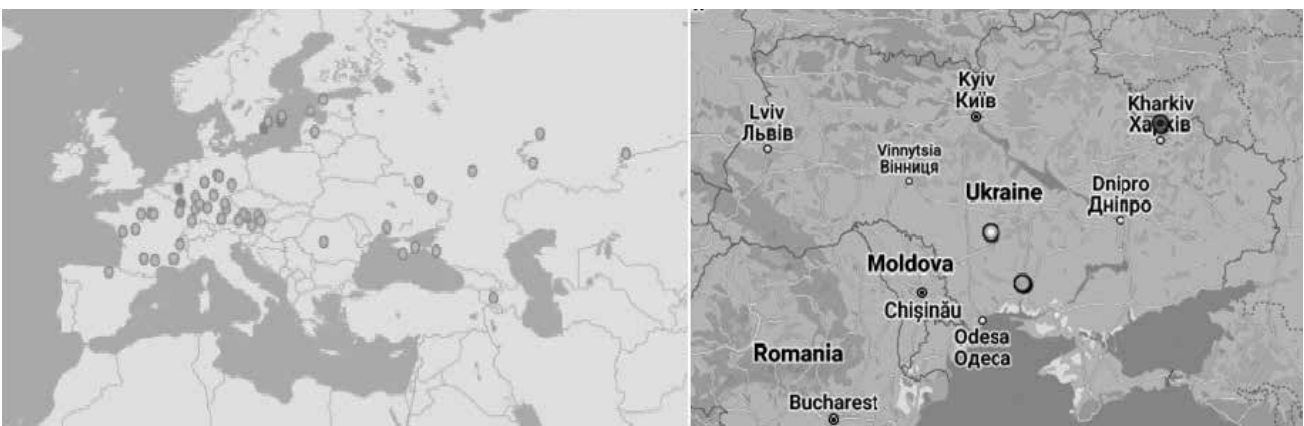 Kyiv
Київ
Kharkiv
Харків
Lviv
Львів
Vinnytsia
Вінниця
Ukraine
Dnipro
Дніпро
Moldova
Chișinău
Odesa
Одеса
Romania
Bucharest